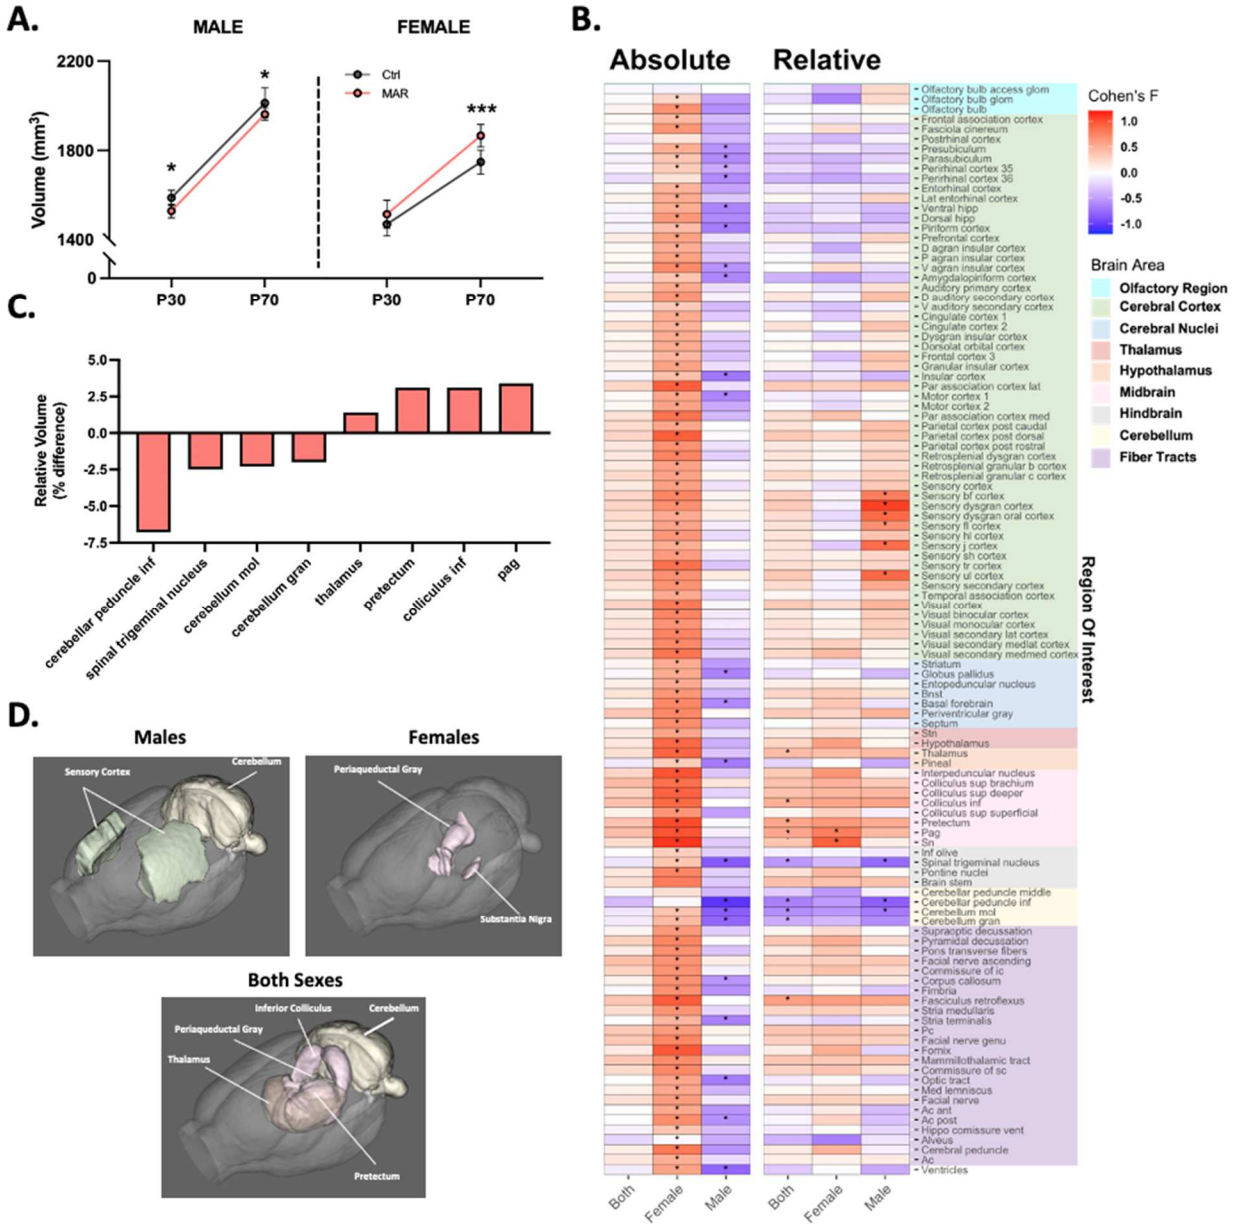 A.
MALE
FEMALE
2200
1800
1400
0
Volume (mm³)
Ctrl
MAR
*
*
***
P30
P70
P30
P70
C.
5.0
2.5
0.0
-2.5
-5.0
-7.5
Relative Volume
(% difference)
cerebellar peduncle inf
spinal trigeminal nucleus
cerebellum mol
cerebellum gran
thalamus
pretectum
colliculus inf
pag
D.
Males
Females
Sensory Cortex
Cerebellum
Periaqueductal Gray
Substantia Nigra
Both Sexes
Inferior Colliculus
Cerebellum
Periaqueductal Gray
Thalamus
Pretectum
B.
Absolute
Relative
Olfactory bulb access glom
Olfactory bulb glom
Olfactory bulb
Frontal association cortex
Fasciola cinereum
Postrhinal cortex
Presubiculum
Parasubiculum
Perirhinal cortex 35
Perirhinal cortex 36
Entorhinal cortex
Lat entorhinal cortex
Ventral hipp
Dorsal hipp
Piriform cortex
Prefrontal cortex
D agran insular cortex
P agran insular cortex
V agran insular cortex
Amygdalopiriform cortex
Auditory primary cortex
D auditory secondary cortex
V auditory secondary cortex
Cingulate cortex 1
Cingulate cortex 2
Dysgran insular cortex
Dorsolat orbital cortex
Frontal cortex 3
Granular insular cortex
Insular cortex
Par association cortex lat
Motor cortex 1
Motor cortex 2
Par association cortex med
Parietal cortex post caudal
Parietal cortex post dorsal
Parietal cortex post rostral
Retrosplenial dysgran cortex
Retrosplenial granular b cortex
Retrosplenial granular c cortex
Sensory cortex
Sensory bf cortex
Sensory dysgran cortex
Sensory dysgran oral cortex
Sensory fl cortex
Sensory hl cortex
Sensory j cortex
Sensory sh cortex
Sensory tr cortex
Sensory ul cortex
Sensory secondary cortex
Temporal association cortex
Visual cortex
Visual binocular cortex
Visual monocular cortex
Visual secondary lat cortex
Visual secondary mediat cortex
Visual secondary medmed cortex
Striatum
Globus pallidus
Entopeduncular nucleus
Bnst
Basal forebrain
Periventricular gray
Septum
Stn
Hypothalamus
Thalamus
Pineal
Interpeduncular nucleus
Colliculus sup brachium
Colliculus sup deeper
Colliculus inf
Colliculus sup superficial
Pretectum
Pag
Sn
Inf olive
Spinal trigeminal nucleus
Pontine nuclei
Brain stem
Cerebellar peduncle middle
Cerebellar peduncle inf
Cerebellum mol
Cerebellum gran
Supraoptic decussation
Pyramidal decussation
Pons transverse fibers
Facial nerve ascending
Commissure of ic
Corpus callosum
Fimbria
Fasciculus retroflexus
Stria medullaris
Stria terminalis
Pc
Facial nerve genu
Fornix
Mammillothalamic tract
Commissure of sc
Optic tract
Med lemniscus
Facial nerve
Ac ant
Ac post
Hippo comissure vent
Alveus
Cerebral peduncle
Ac
Ventricles
Both
Female
Male
Both
Female
Male
Region Of Interest
Cohen's F
1.0
0.5
0.0
-0.5
-1.0
Brain Area
Olfactory Region
Cerebral Cortex
Cerebral Nuclei
Thalamus
Hypothalamus
Midbrain
Hindbrain
Cerebellum
Fiber Tracts